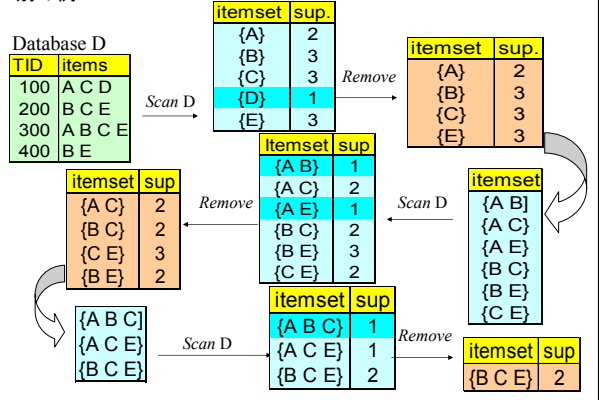 Database D
TID items
100 A C D
200 B C E
300 A B C E
400 B E
Scan D
itemset sup.
{A} 2
{B} 3
{C} 3
{D} 1
{E} 3
Remove
itemset sup.
{A} 2
{B} 3
{C} 3
{E} 3
itemset
{A B]
{A C}
{A E}
{B C}
{B E}
{C E}
Scan D
Itemset sup
{A B} 1
{A C} 2
{A E} 1
{B C} 2
{B E} 3
{C E} 2
Remove
itemset sup
{A C} 2
{B C} 2
{C E} 3
{B E} 2
{A B C]
{A C E}
{B C E}
Scan D
itemset sup
{A B C} 1
{A C E} 1
{B C E} 2
Remove
itemset sup
{B C E} 2